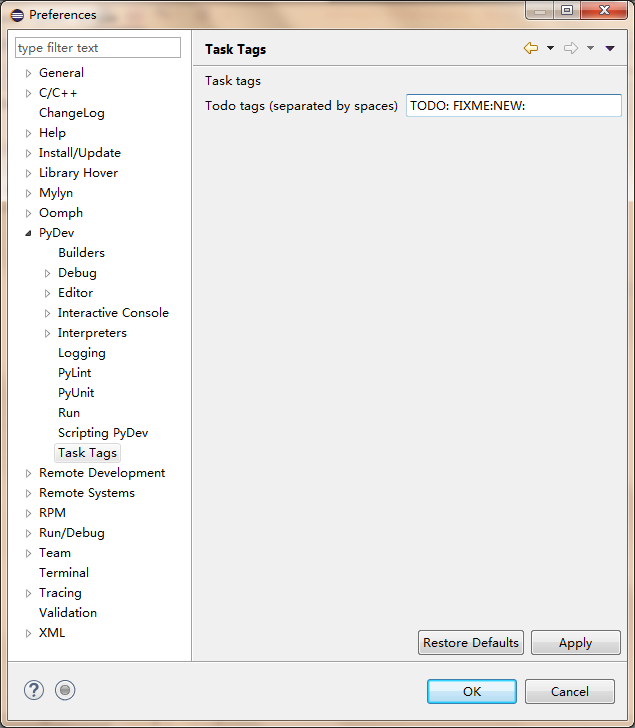 Preferences
type filter text
General
C/C++
ChangeLog
Help
Install/Update
Library Hover
Mylyn
Oomph
PyDev
Builders
Debug
Editor
Interactive Console
Interpreters
Logging
PyLint
PyUnit
Run
Scripting PyDev
Task Tags
Remote Development
Remote Systems
RPM
Run/Debug
Team
Terminal
Tracing
Validation
XML
Task Tags
Task tags
Todo tags (separated by spaces) TODO: FIXME:NEW:
Restore Defaults Apply
? OK Cancel